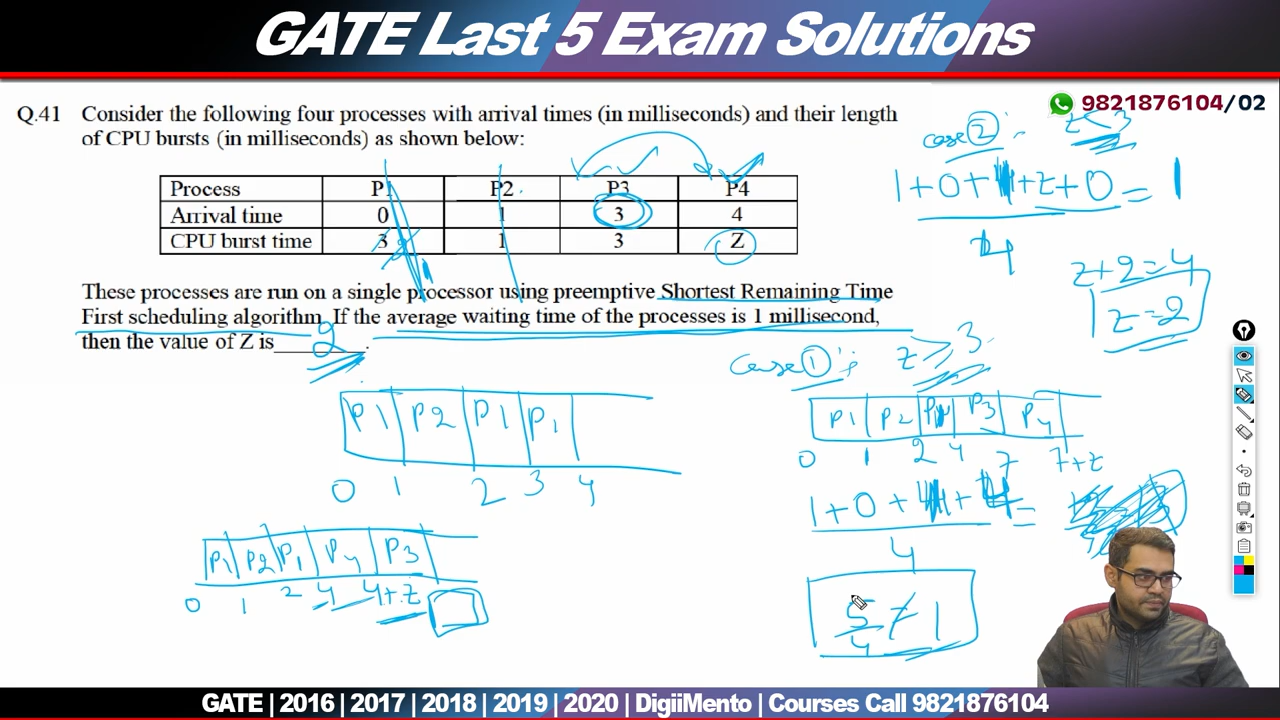 GATE Last 5 Exam Solutions
9821876104/02
Q.41 Consider the following four processes with arrival times (in milliseconds) and their length
of CPU bursts (in milliseconds) as shown below:
Process P1 P2 P3 P4
Arrival time 0 1 3 4
CPU burst time 3 1 3 Z
These processes are run on a single processor using preemptive Shortest Remaining Time
First scheduling algorithm. If the average waiting time of the processes is 1 millisecond,
then the value of Z is 2.
case 2: z<3
1+0+1+z+0 = 1
4
z+2=4
z=2
case 1: z≥3
P1 P2 P1 P1
0 1 2 3 4
P1 P2 P1 P3 P4
0 1 2 4 7 7+z
1+0+1+ =
4
5/4 ≠ 1
P1 P2 P1 P4 P3
0 1 2 4 4+z
GATE | 2016 | 2017 | 2018 | 2019 | 2020 | DigiiMento | Courses Call 9821876104